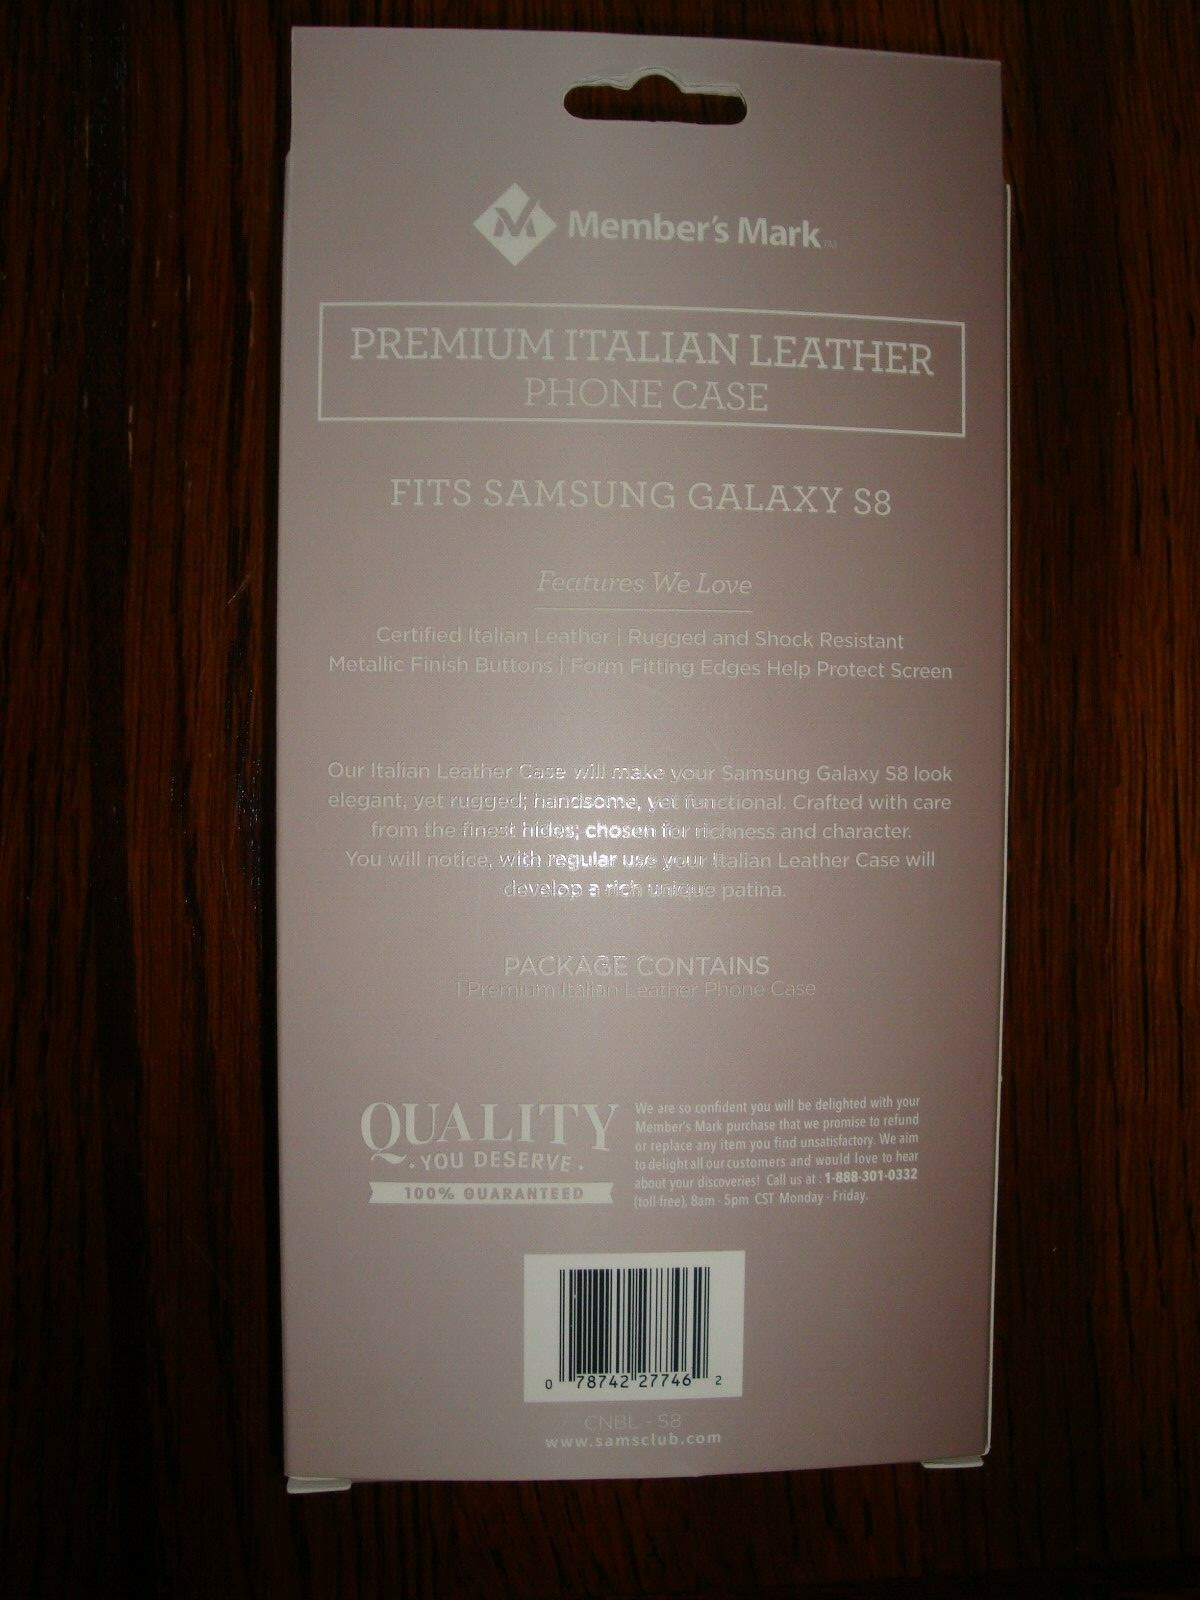 Member's Mark™
PREMIUM ITALIAN LEATHER
PHONE CASE
FITS SAMSUNG GALAXY S8
Features We Love
Certified Italian Leather | Rugged and Shock Resistant
Metallic Finish Buttons | Form Fitting Edges Help Protect Screen
Our Italian Leather Case will make your Samsung Galaxy S8 look
elegant, yet rugged; handsome, yet functional. Crafted with care
from the finest hides; chosen for richness and character.
You will notice, with regular use your Italian Leather Case will
develop a rich unique patina.
PACKAGE CONTAINS
1 Premium Italian Leather Phone Case
QUALITY
· YOU DESERVE ·
100% GUARANTEED
We are so confident you will be delighted with your
Member's Mark purchase that we promise to refund
or replace any item you find unsatisfactory. We aim
to delight all our customers and would love to hear
about your discoveries! Call us at : 1-888-301-0332
(toll-free), 8am - 5pm CST Monday - Friday.
0 78742 27746 2
CNBL - S8
www.samsclub.com